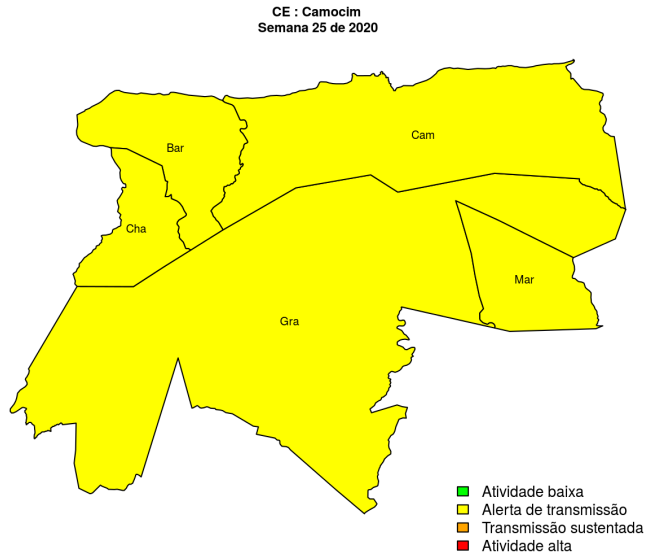 CE : Camocim
Semana 25 de 2020
Cam
Bar
Cha
Mar
Gra
Atividade baixa
Alerta de transmissão
Transmissão sustentada
Atividade alta